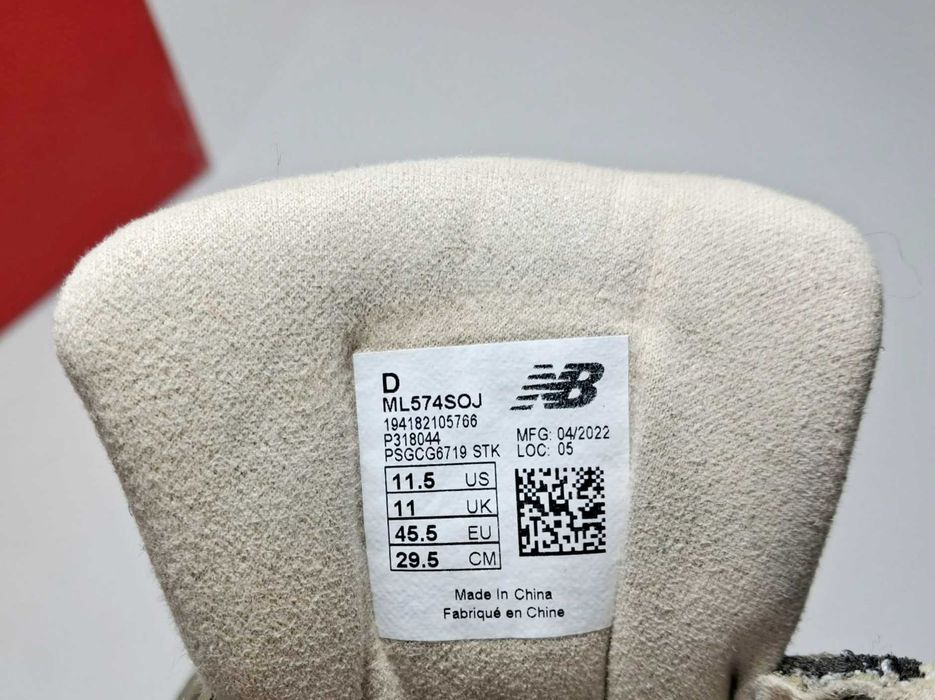 D
ML574SOJ
194182105766
P318044
PSGCG6719 STK
NB
MFG: 04/2022
LOC: 05
11.5 US
11 UK
45.5 EU
29.5 CM
Made In China
Fabriqué en Chine